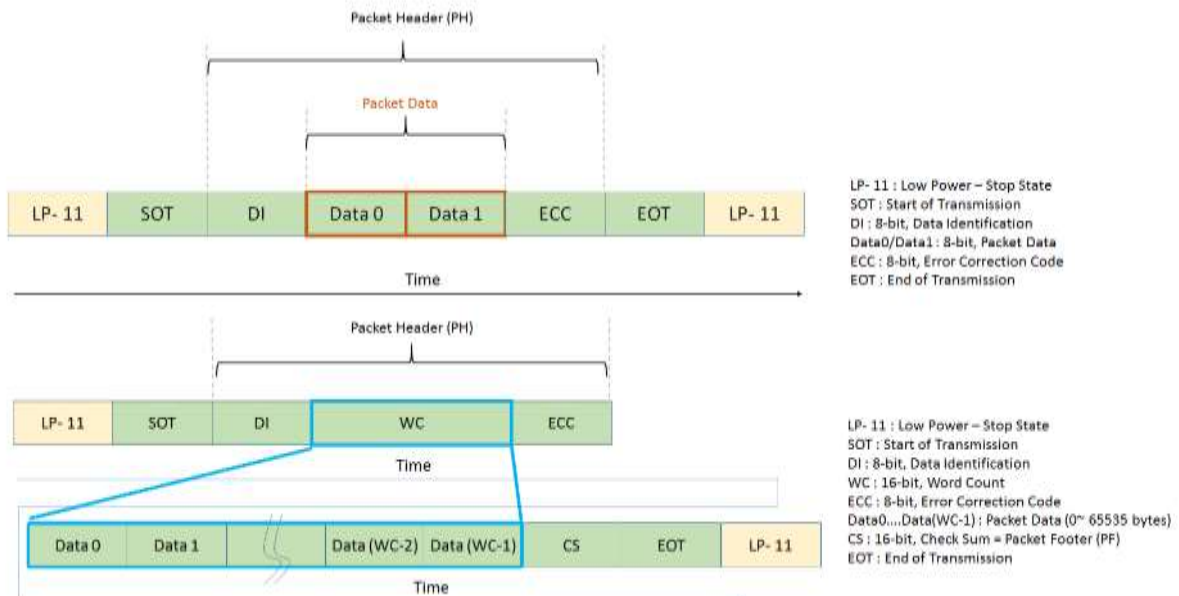 Packet Header (PH)
Packet Data
LP- 11 SOT DI Data 0 Data 1 ECC EOT LP- 11
Time
LP- 11 : Low Power – Stop State
SOT : Start of Transmission
DI : 8-bit, Data Identification
Data0/Data1 : 8-bit, Packet Data
ECC : 8-bit, Error Correction Code
EOT : End of Transmission
Packet Header (PH)
LP- 11 SOT DI WC ECC
Time
Data 0 Data 1 Data (WC-2) Data (WC-1) CS EOT LP- 11
Time
LP- 11 : Low Power – Stop State
SOT : Start of Transmission
DI : 8-bit, Data Identification
WC : 16-bit, Word Count
ECC : 8-bit, Error Correction Code
Data0....Data(WC-1) : Packet Data (0~ 65535 bytes)
CS : 16-bit, Check Sum = Packet Footer (PF)
EOT : End of Transmission